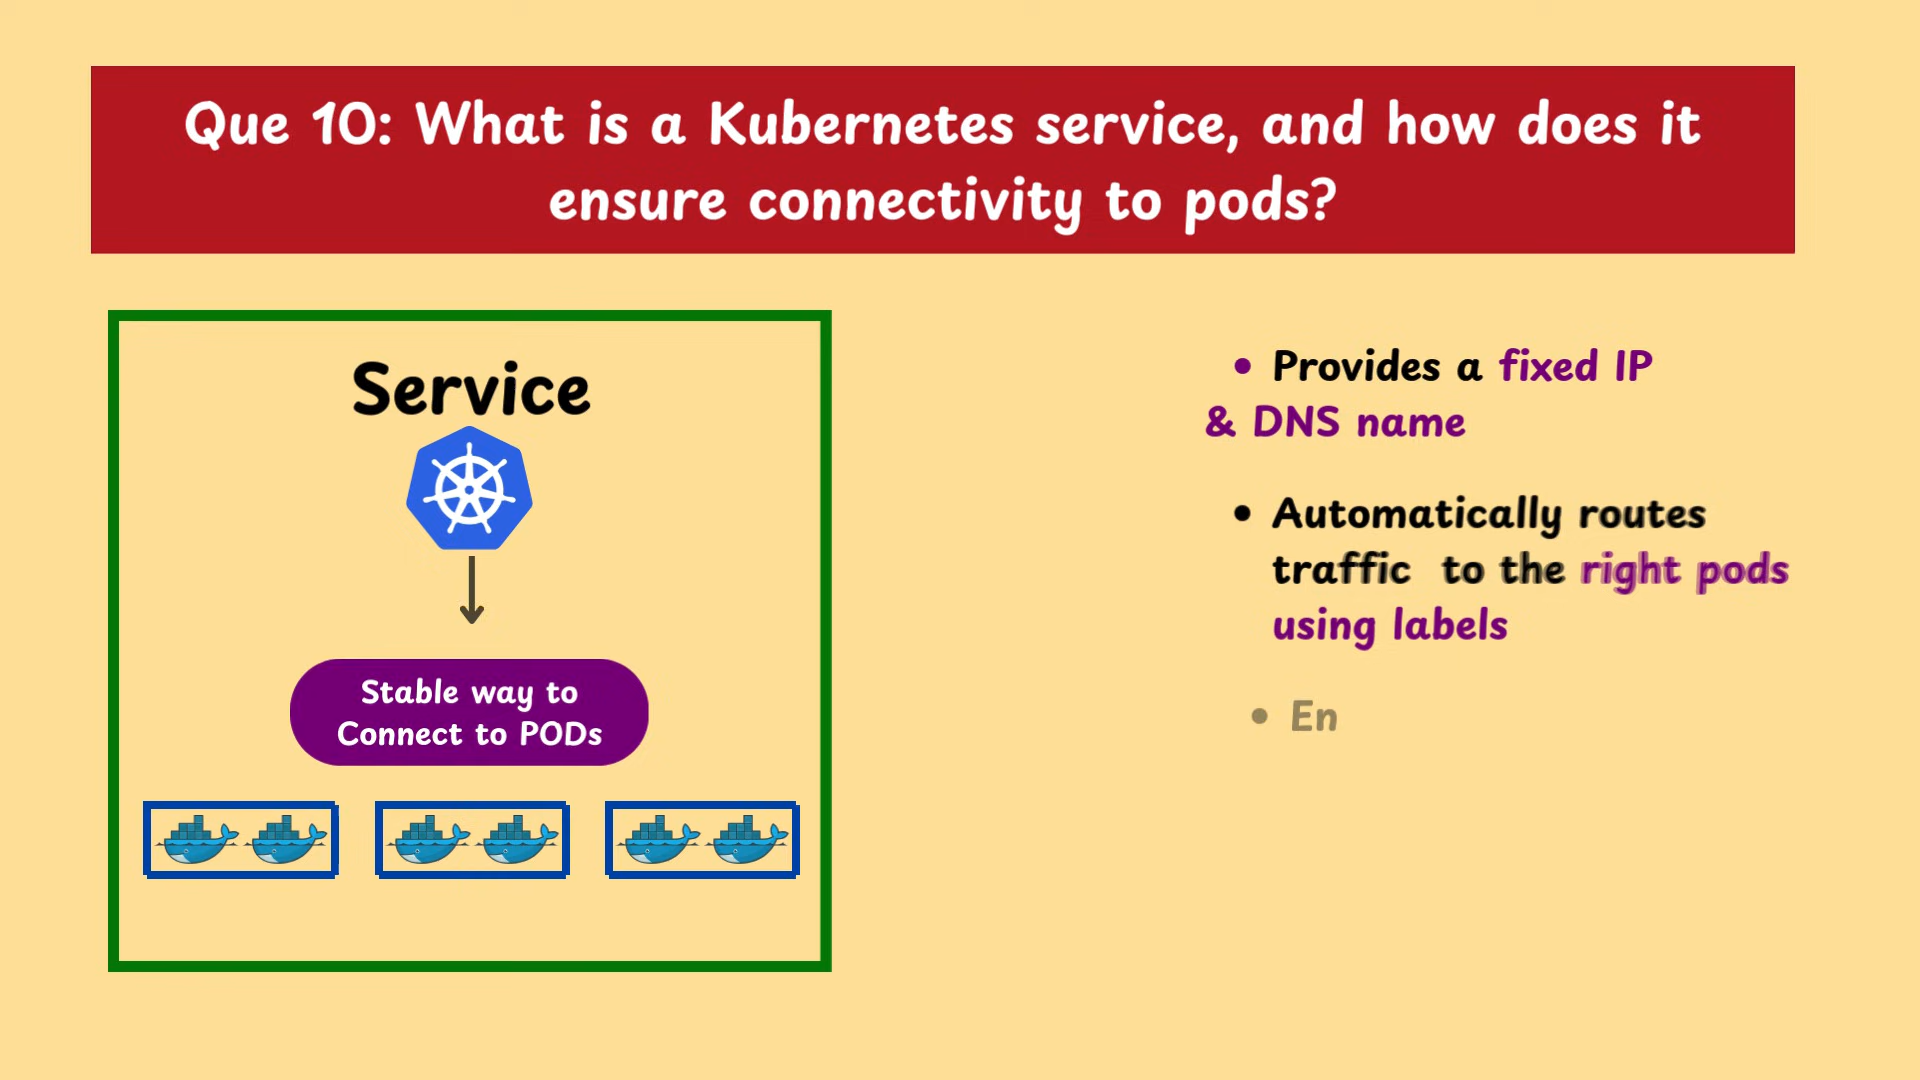 Que 10: What is a Kubernetes service, and how does it
ensure connectivity to pods?
Service
Stable way to
Connect to PODs
• Provides a fixed IP
& DNS name
• Automatically routes
traffic to the right pods
using labels
• En